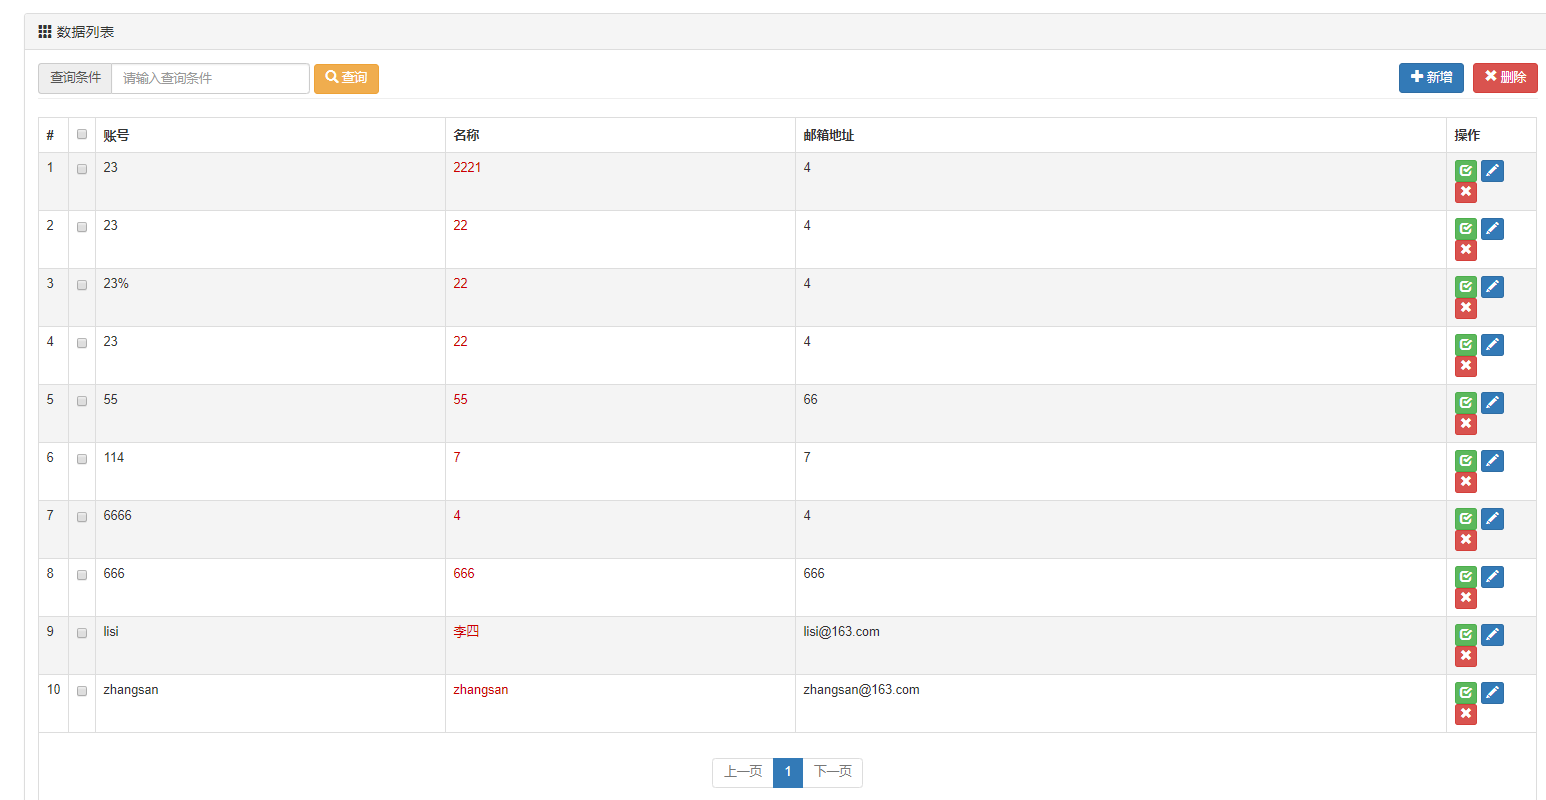 数据列表
查询条件 请输入查询条件 查询 新增 删除
# 账号 名称 邮箱地址 操作
1 23 2221 4
2 23 22 4
3 23% 22 4
4 23 22 4
5 55 55 66
6 114 7 7
7 6666 4 4
8 666 666 666
9 lisi 李四 lisi@163.com
10 zhangsan zhangsan zhangsan@163.com
上一页 1 下一页